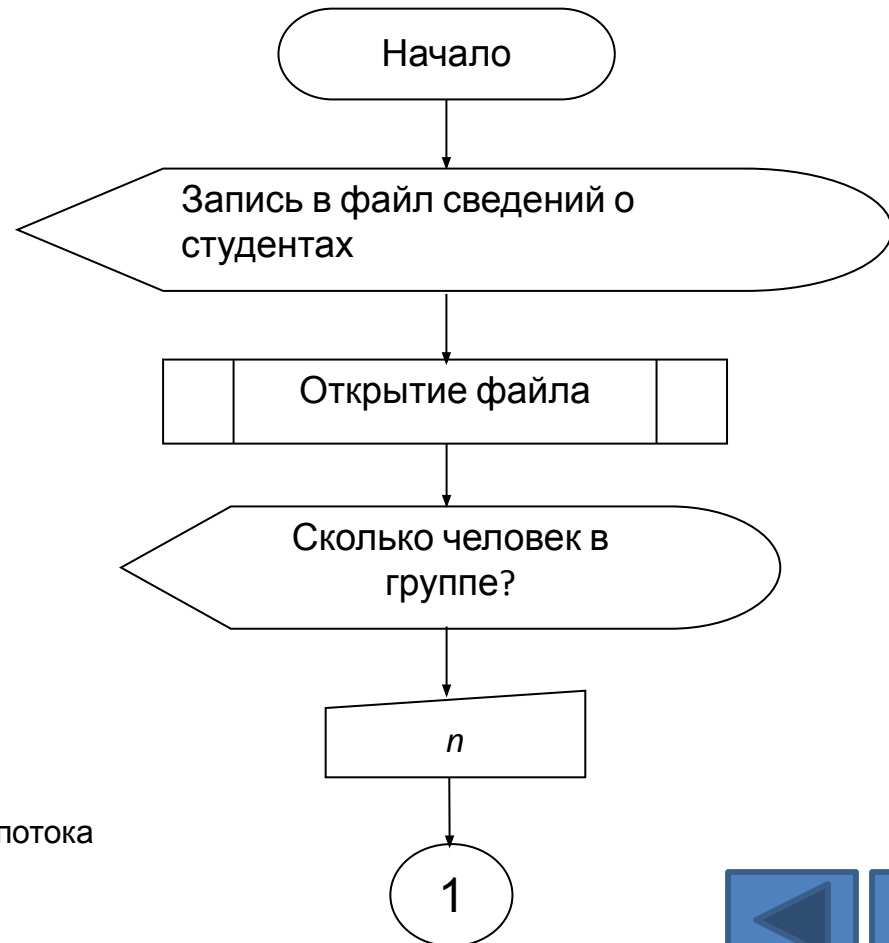 Начало
Запись в файл сведений о
студентах
Открытие файла
Сколько человек в
группе?
n
потока
1